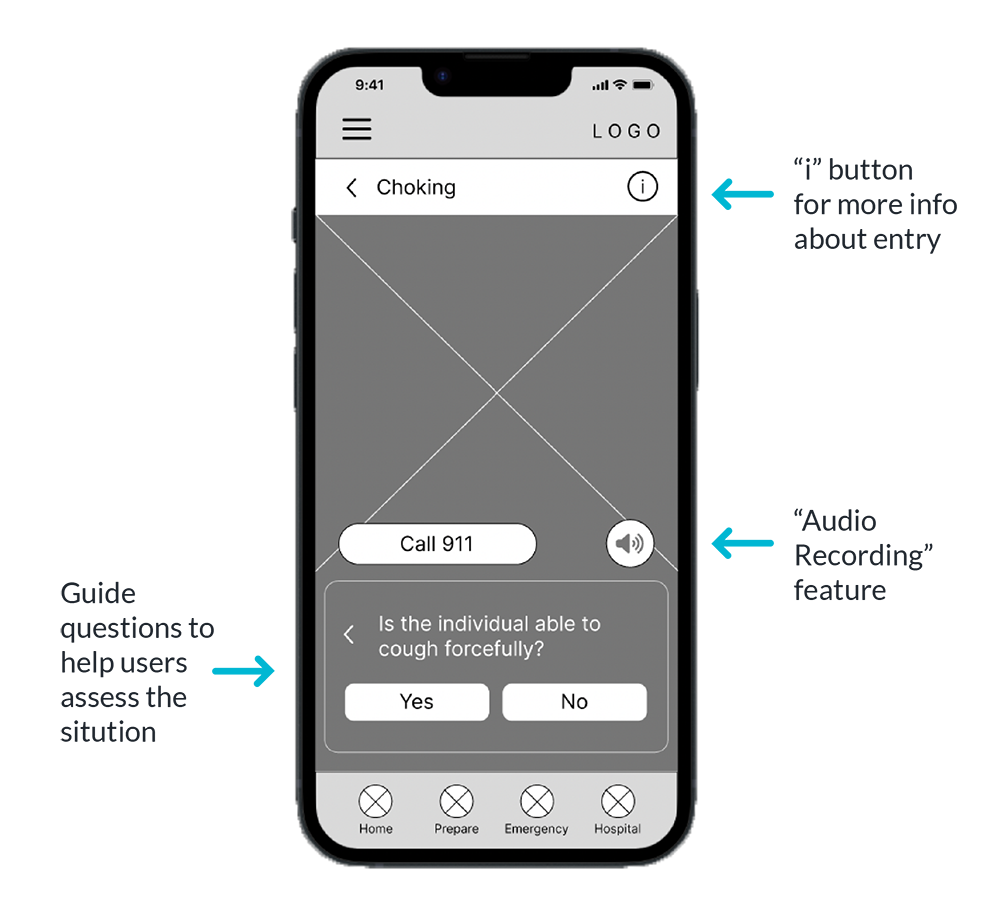 9:41
LOGO
Choking
i
“i” button
for more info
about entry
Call 911
“Audio
Recording”
feature
Guide
questions to
help users
assess the
sitution
Is the individual able to
cough forcefully?
Yes
No
Home
Prepare
Emergency
Hospital